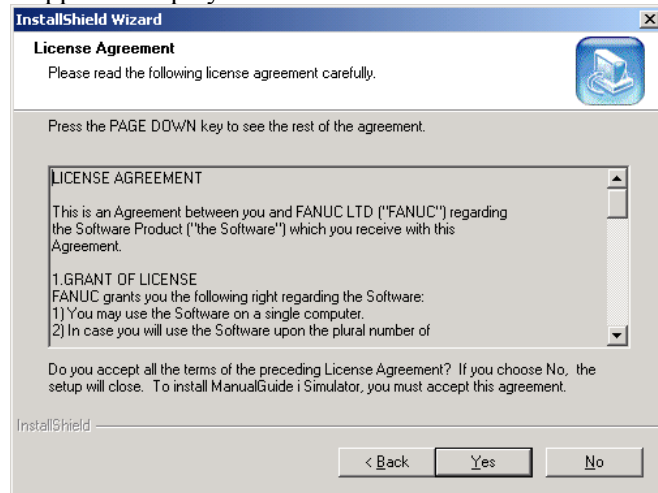 InstallShield Wizard
License Agreement
Please read the following license agreement carefully.
Press the PAGE DOWN key to see the rest of the agreement.
LICENSE AGREEMENT
This is an Agreement between you and FANUC LTD ("FANUC") regarding
the Software Product ("the Software") which you receive with this
Agreement.
1.GRANT OF LICENSE
FANUC grants you the following right regarding the Software:
1) You may use the Software on a single computer.
2) In case you will use the Software upon the plural number of
Do you accept all the terms of the preceding License Agreement? If you choose No, the
setup will close. To install ManualGuide i Simulator, you must accept this agreement.
InstallShield
< Back Yes No